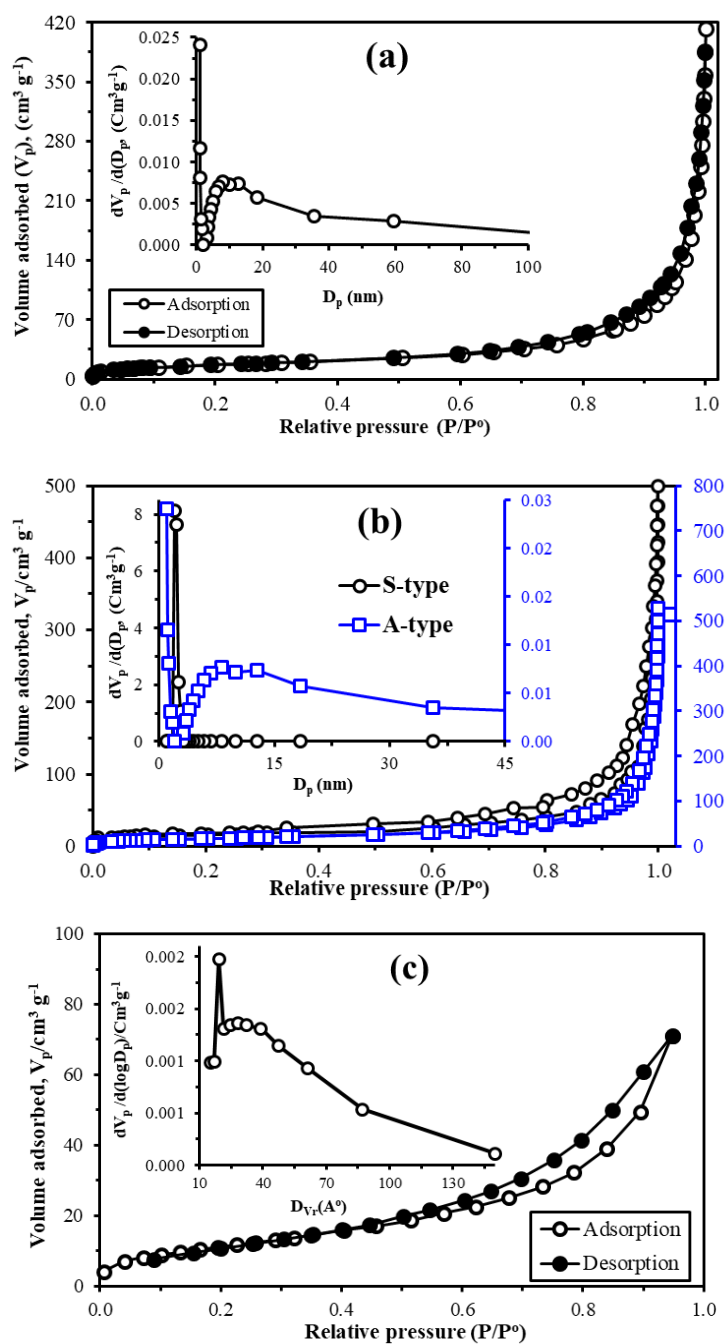 (a)
Volume adsorbed (Vₚ), (cm³ g⁻¹)
420
350
280
210
140
70
0
0.0 0.2 0.4 0.6 0.8 1.0
Relative pressure (P/Pᵒ)
dVₚ /d(Dₚ, (Cm³g⁻¹)
0.025
0.020
0.015
0.010
0.005
0.000
0 20 40 60 80 100
Dₚ (nm)
Adsorption
Desorption
(b)
Volume adsorbed, Vₚ/cm³ g⁻¹
500
400
300
200
100
0
0.0 0.2 0.4 0.6 0.8 1.0
Relative pressure (P/Pᵒ)
800
700
600
500
400
300
200
100
0
dVₚ /d(Dₚ, (Cm³g⁻¹)
8
6
4
2
0
0 15 30 45
Dₚ (nm)
0.03
0.02
0.02
0.01
0.01
0.00
S-type
A-type
(c)
Volume adsorbed, Vₚ/cm³ g⁻¹
100
80
60
40
20
0
0.0 0.2 0.4 0.6 0.8 1.0
Relative pressure (P/Pᵒ)
dVₚ /d(logDₚ)/Cm³g⁻¹
0.002
0.002
0.001
0.001
0.000
10 40 70 100 130
D_Vr(Aᵒ)
Adsorption
Desorption